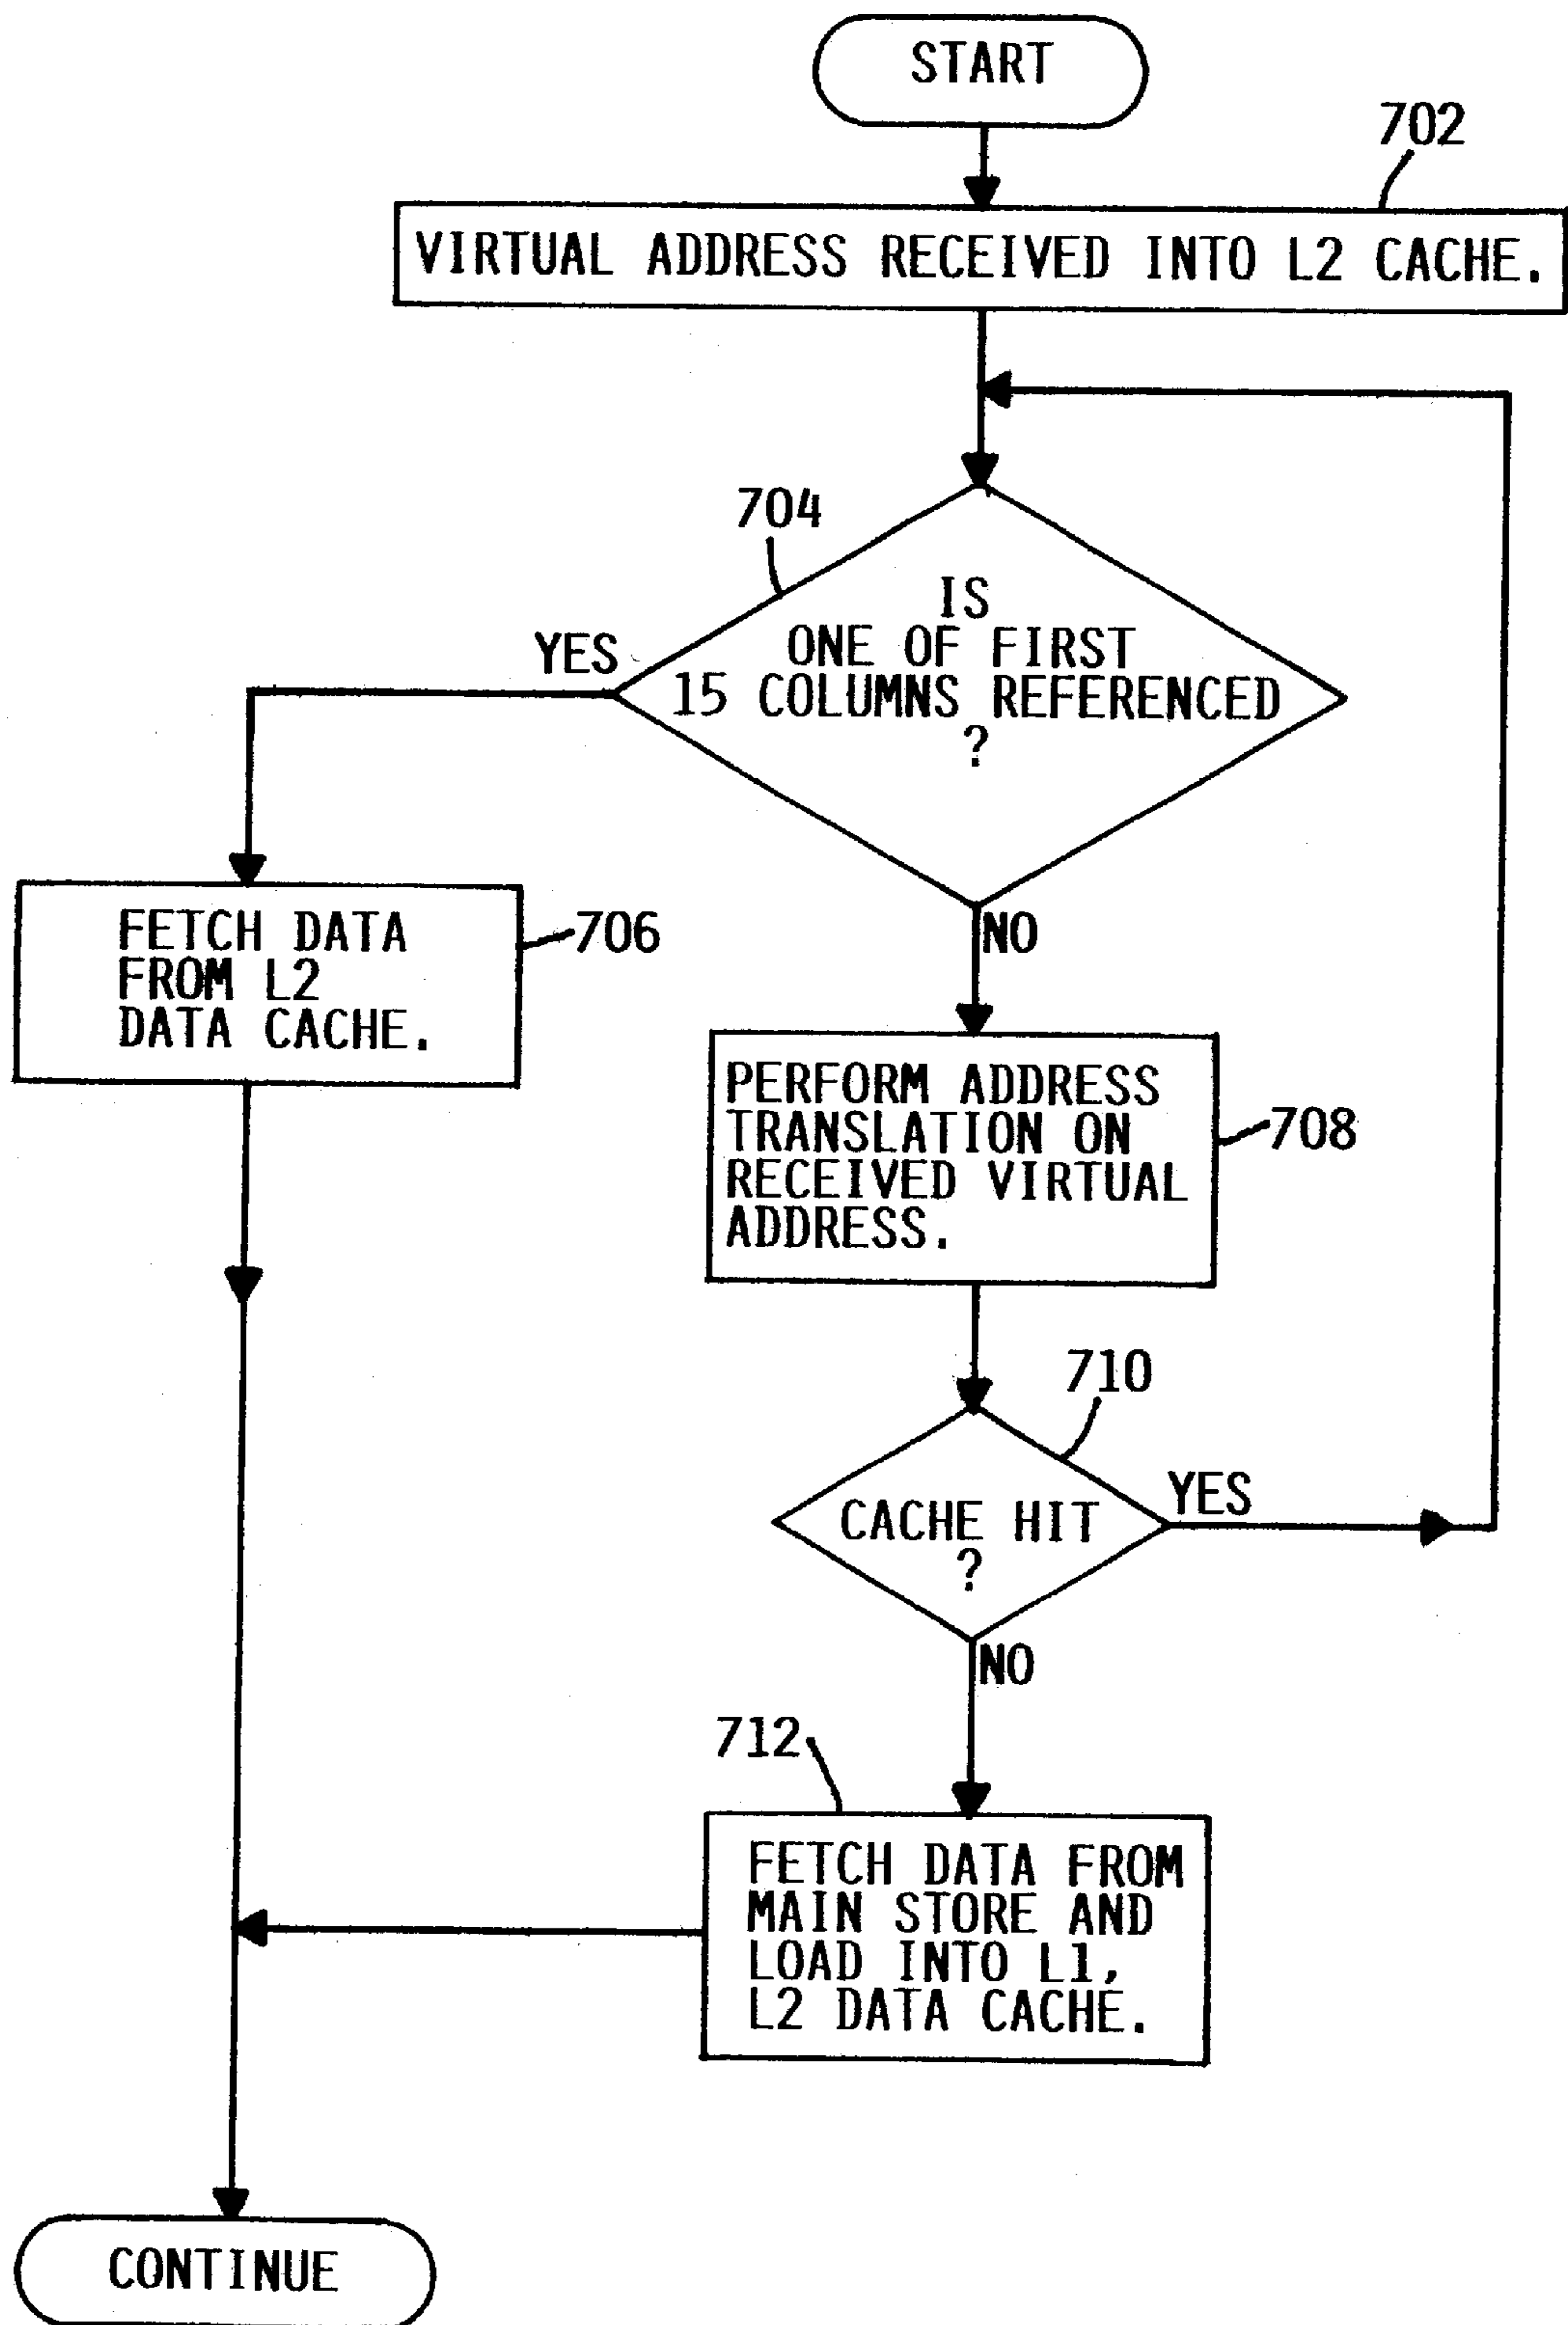 START
702
VIRTUAL ADDRESS RECEIVED INTO L2 CACHE.
704
IS
ONE OF FIRST
15 COLUMNS REFERENCED
?
YES
NO
FETCH DATA
FROM L2
DATA CACHE.
706
PERFORM ADDRESS
TRANSLATION ON
RECEIVED VIRTUAL
ADDRESS.
708
710
CACHE HIT
?
YES
NO
712
FETCH DATA FROM
MAIN STORE AND
LOAD INTO L1,
L2 DATA CACHE.
CONTINUE